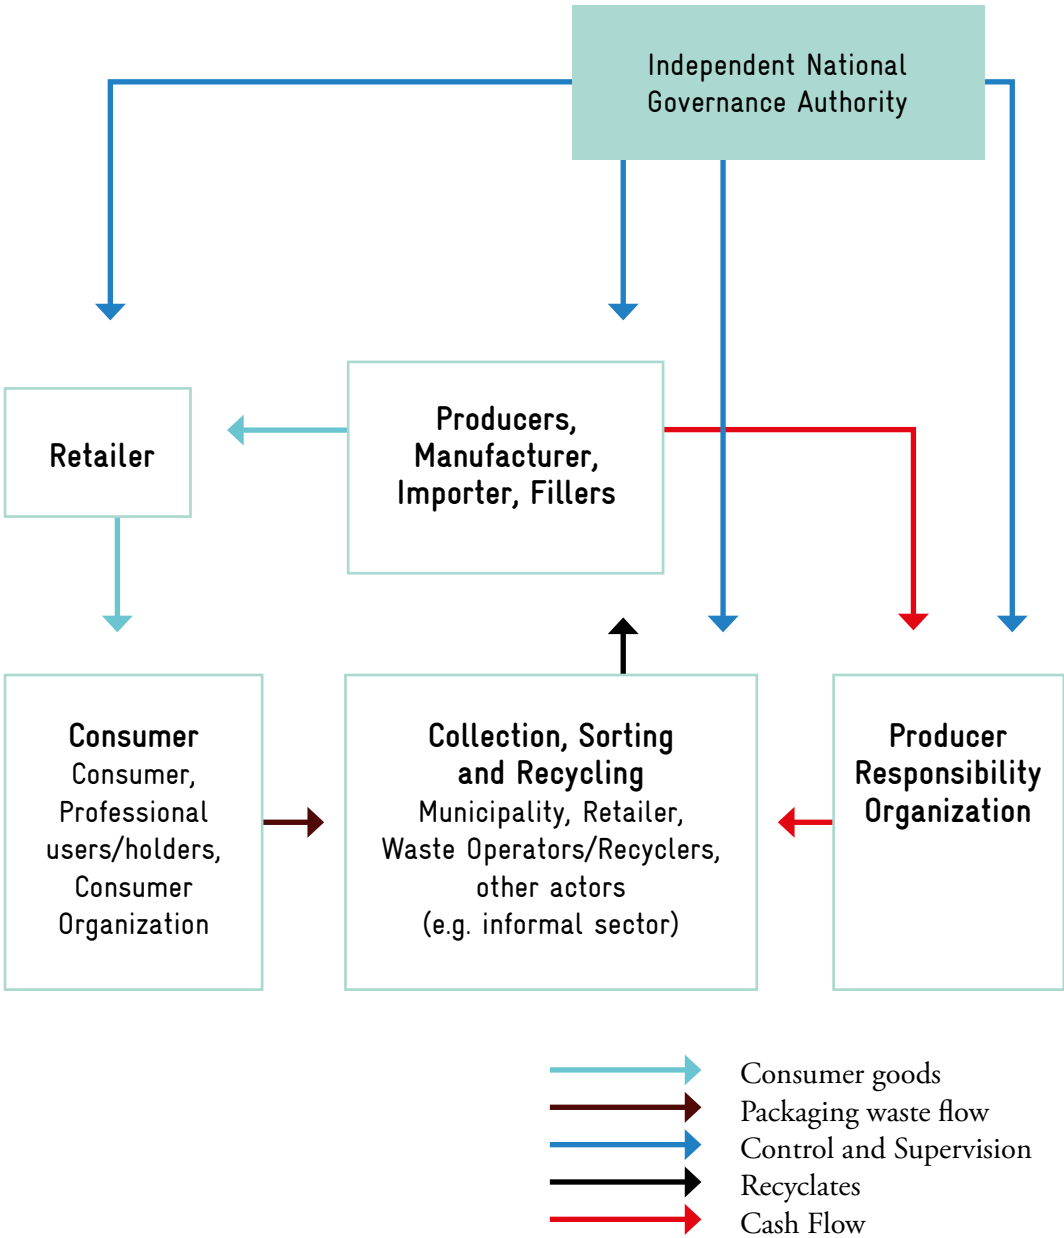 Independent National
Governance Authority
Retailer
Producers,
Manufacturer,
Importer, Fillers
Consumer
Consumer,
Professional
users/holders,
Consumer
Organization
Collection, Sorting
and Recycling
Municipality, Retailer,
Waste Operators/Recyclers,
other actors
(e.g. informal sector)
Producer
Responsibility
Organization
Consumer goods
Packaging waste flow
Control and Supervision
Recyclates
Cash Flow